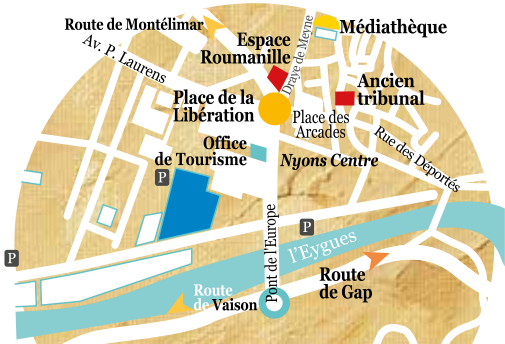 Route de Montélimar
Médiathèque
Espace
Roumanille
Av. P. Laurens
Draye de Meyne
Ancien
tribunal
Place de la
Libération
Place des
Arcades
Rue des Déportés
Office
de Tourisme
Nyons Centre
P
P
P
Pont de l'Europe
l'Eygues
Route
de Gap
Route
de Vaison